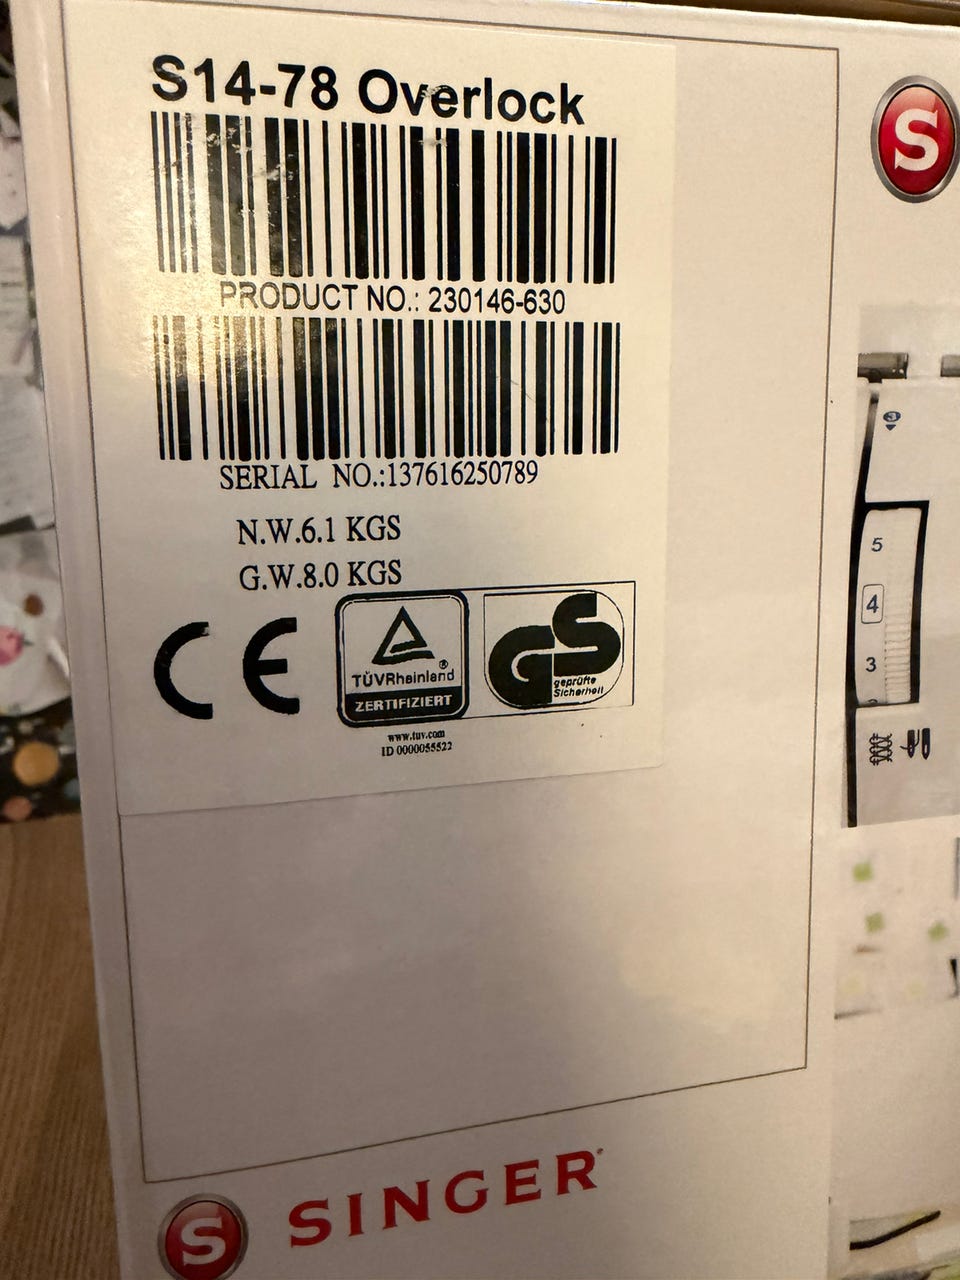 S14-78 Overlock
PRODUCT NO.: 230146-630
SERIAL NO.:137616250789
N.W.6.1 KGS
G.W.8.0 KGS
CE
TÜVRheinland®
ZERTIFIZIERT
GS
geprüfte
Sicherheit
www.tuv.com
ID 0000055522
S
3
5
4
3
S SINGER